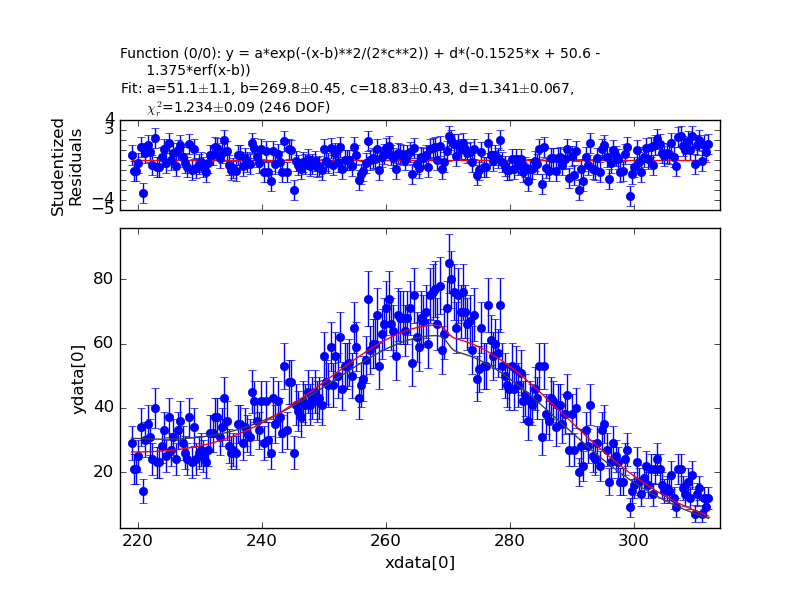 Function (0/0): y = a*exp(-(x-b)**2/(2*c**2)) + d*(-0.1525*x + 50.6 -
1.375*erf(x-b))
Fit: a=51.1±1.1, b=269.8±0.45, c=18.83±0.43, d=1.341±0.067,
χ²ᵣ=1.234±0.09 (246 DOF)
4
3
−4
−5
Studentized
Residuals
80
60
40
20
ydata[0]
220 240 260 280 300
xdata[0]